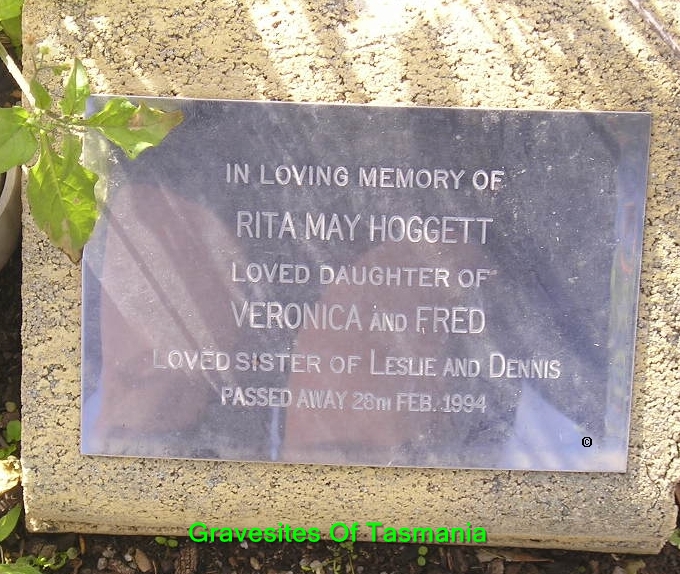 IN LOVING MEMORY OF
RITA MAY HOGGETT
LOVED DAUGHTER OF
VERONICA AND FRED
LOVED SISTER OF LESLIE AND DENNIS
PASSED AWAY 28TH FEB. 1994
©
Gravesites Of Tasmania